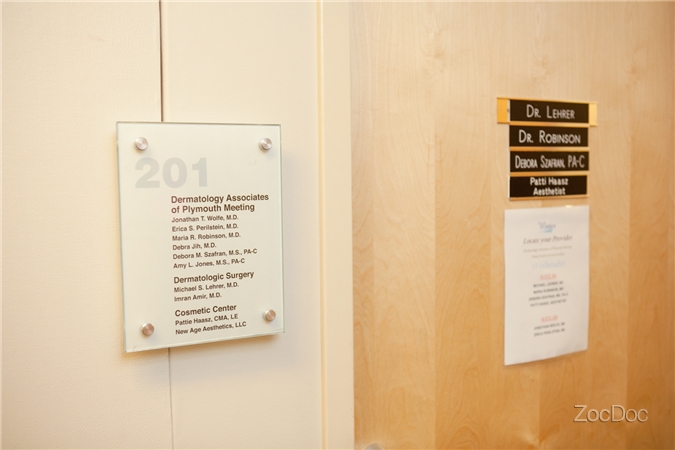 201
Dermatology Associates
of Plymouth Meeting
Jonathan T. Wolfe, M.D.
Erica S. Perilstein, M.D.
Maria R. Robinson, M.D.
Debra Jih, M.D.
Debora M. Szafran, M.S., PA-C
Amy L. Jones, M.S., PA-C
Dermatologic Surgery
Michael S. Lehrer, M.D.
Imran Amir, M.D.
Cosmetic Center
Pattie Haasz, CMA, LE
New Age Aesthetics, LLC
DR. LEHRER
DR. ROBINSON
DEBORA SZAFRAN, PA-C
Patti Haasz
Aesthetist
Locate your Provider
ZocDoc